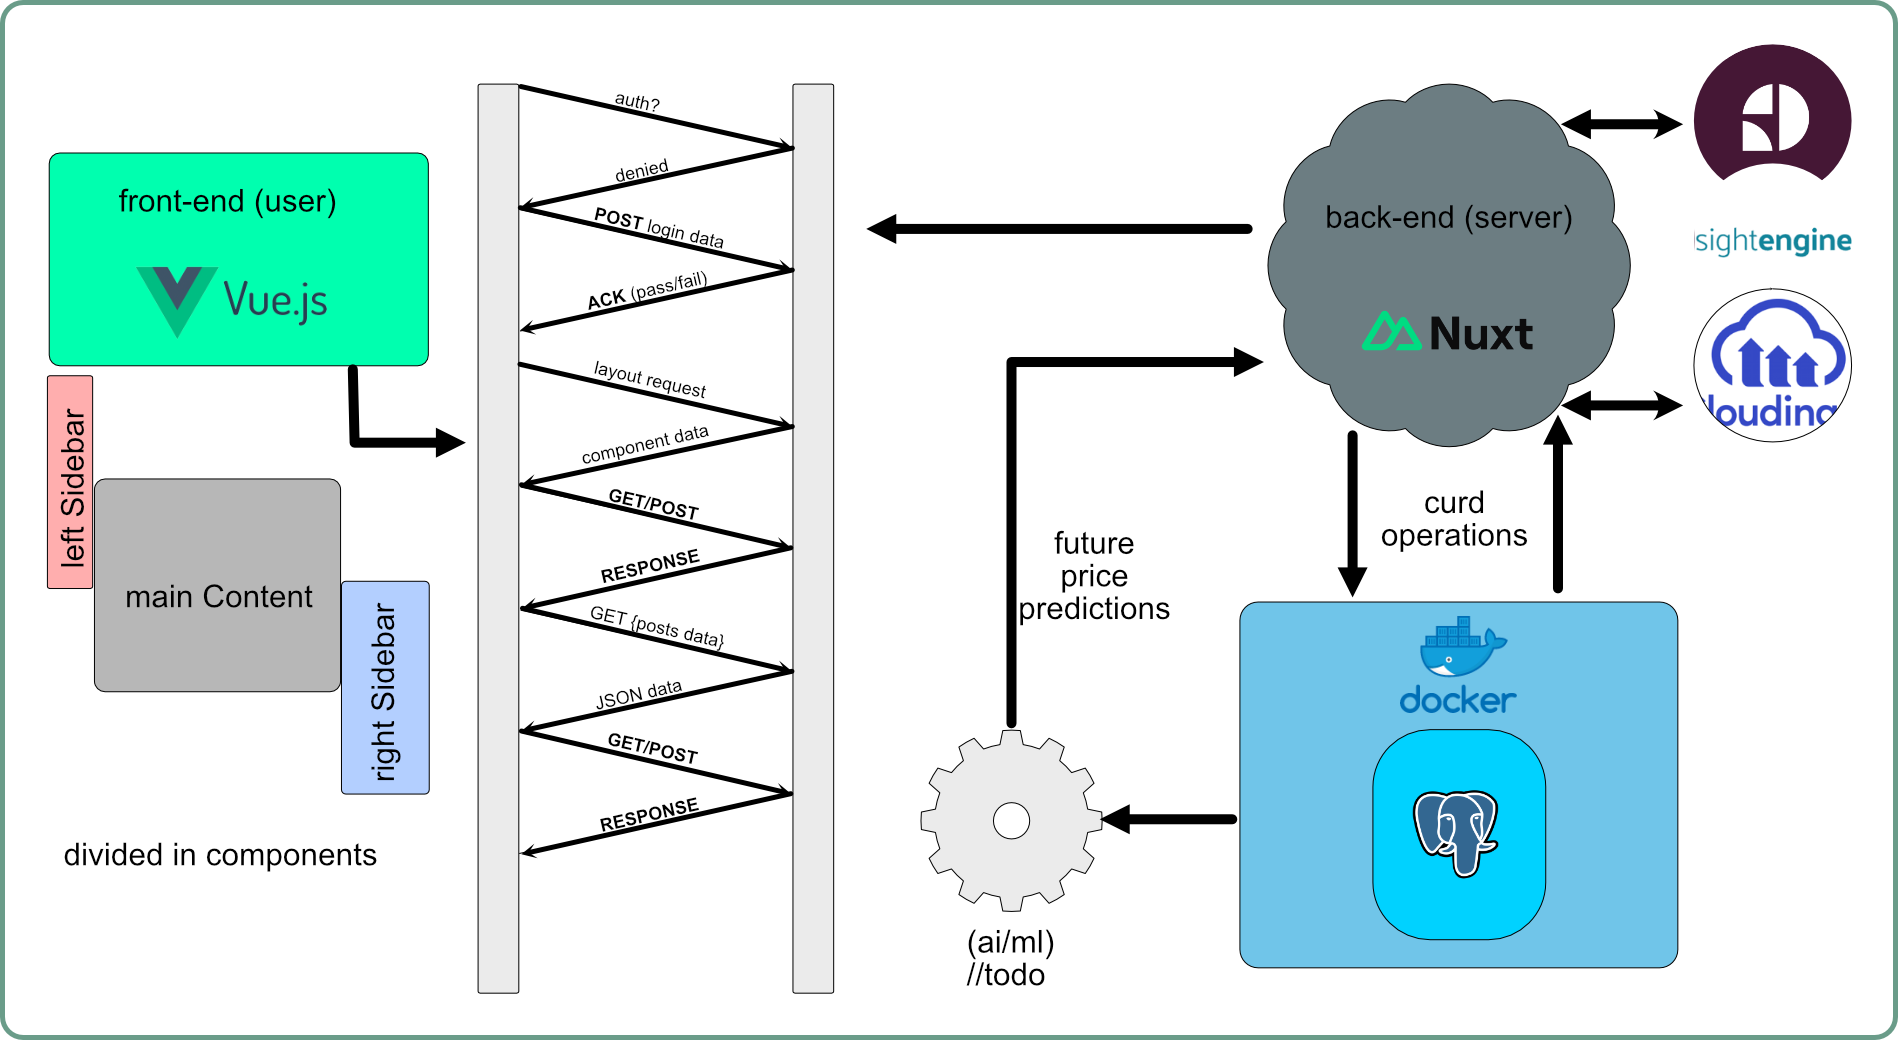 front-end (user)
Vue.js
left Sidebar
main Content
right Sidebar
divided in components
auth?
denied
POST login data
ACK (pass/fail)
layout request
component data
GET/POST
RESPONSE
GET {posts data}
JSON data
GET/POST
RESPONSE
back-end (server)
Nuxt
sightengine
loudina
curd
operations
future
price
predictions
docker
(ai/ml)
//todo